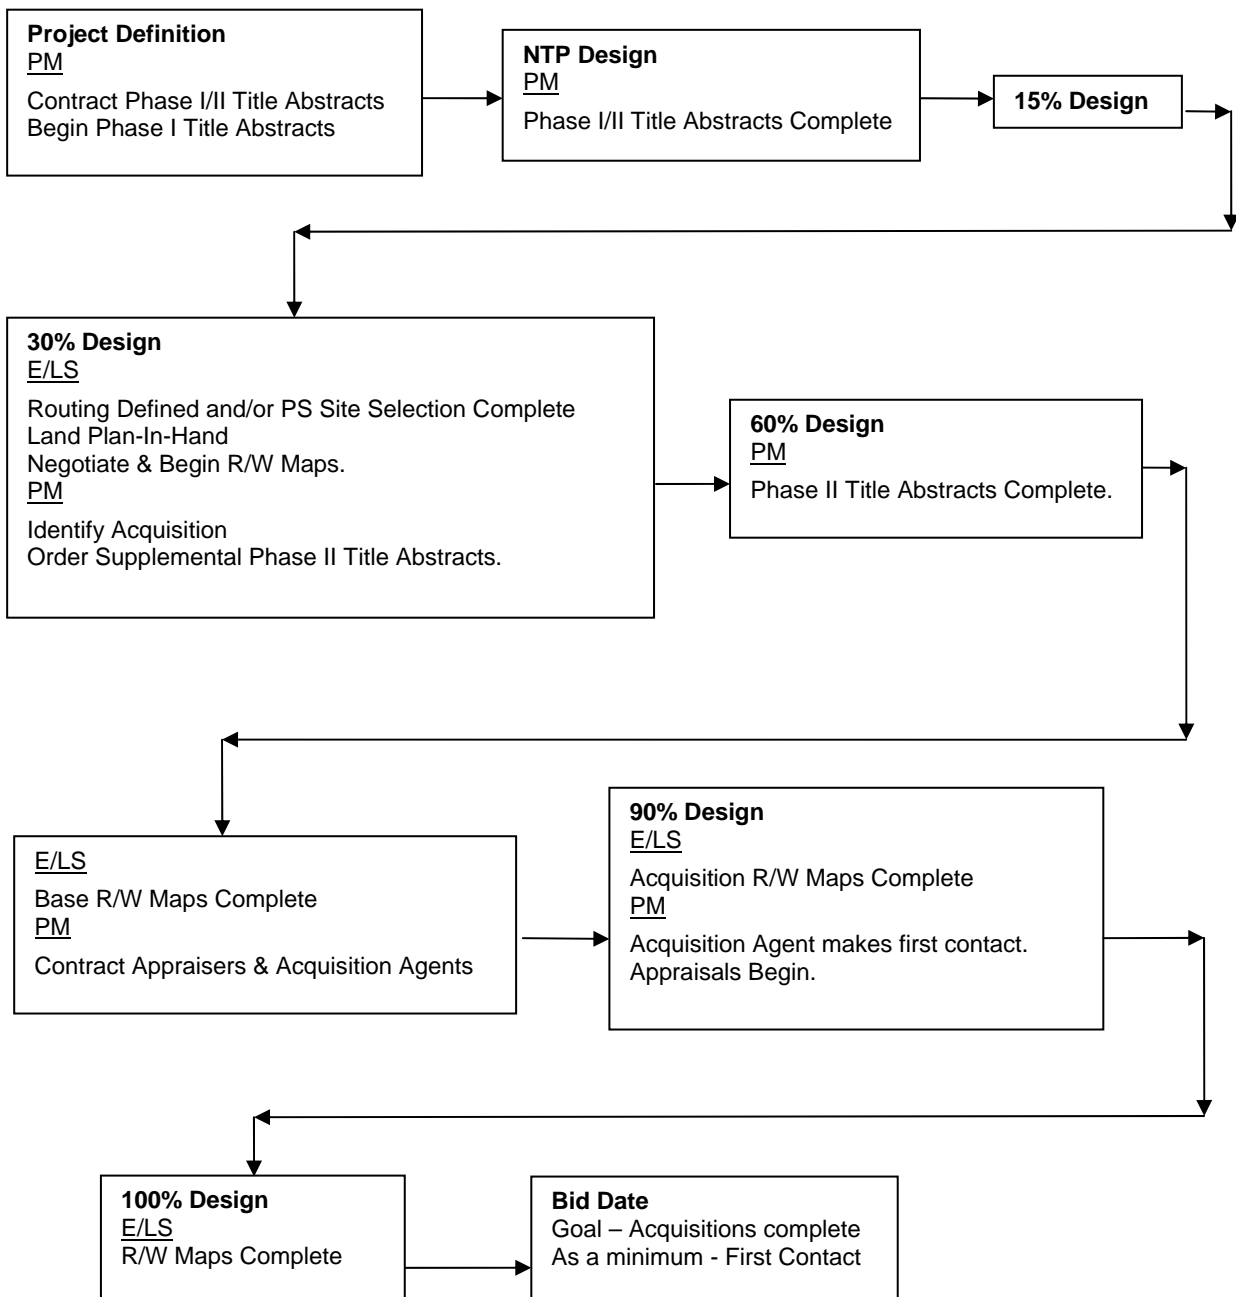 Project Definition
PM
Contract Phase I/II Title Abstracts
Begin Phase I Title Abstracts
NTP Design
PM
Phase I/II Title Abstracts Complete
15% Design
30% Design
E/LS
Routing Defined and/or PS Site Selection Complete
Land Plan-In-Hand
Negotiate & Begin R/W Maps.
PM
Identify Acquisition
Order Supplemental Phase II Title Abstracts.
60% Design
PM
Phase II Title Abstracts Complete.
E/LS
Base R/W Maps Complete
PM
Contract Appraisers & Acquisition Agents
90% Design
E/LS
Acquisition R/W Maps Complete
PM
Acquisition Agent makes first contact.
Appraisals Begin.
100% Design
E/LS
R/W Maps Complete
Bid Date
Goal – Acquisitions complete
As a minimum - First Contact